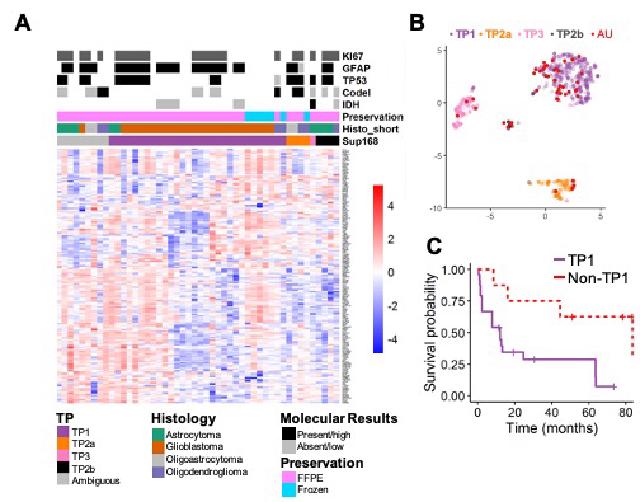 A
KI67
GFAP
TP53
Codel
IDH
Preservation
Histo_short
Sup168
4
2
0
-2
-4
TP
TP1
TP2a
TP3
TP2b
Ambiguous
Histology
Astrocytoma
Glioblastoma
Oligoastrocytoma
Oligodendroglioma
Molecular Results
Present/high
Absent/low
Preservation
FFPE
Frozen
B
TP1 TP2a TP3 TP2b AU
5
0
-5
-10
-5 0 5
C
TP1
Non-TP1
Survival probability
1.00
0.75
0.50
0.25
0.00
0 20 40 60 80
Time (months)